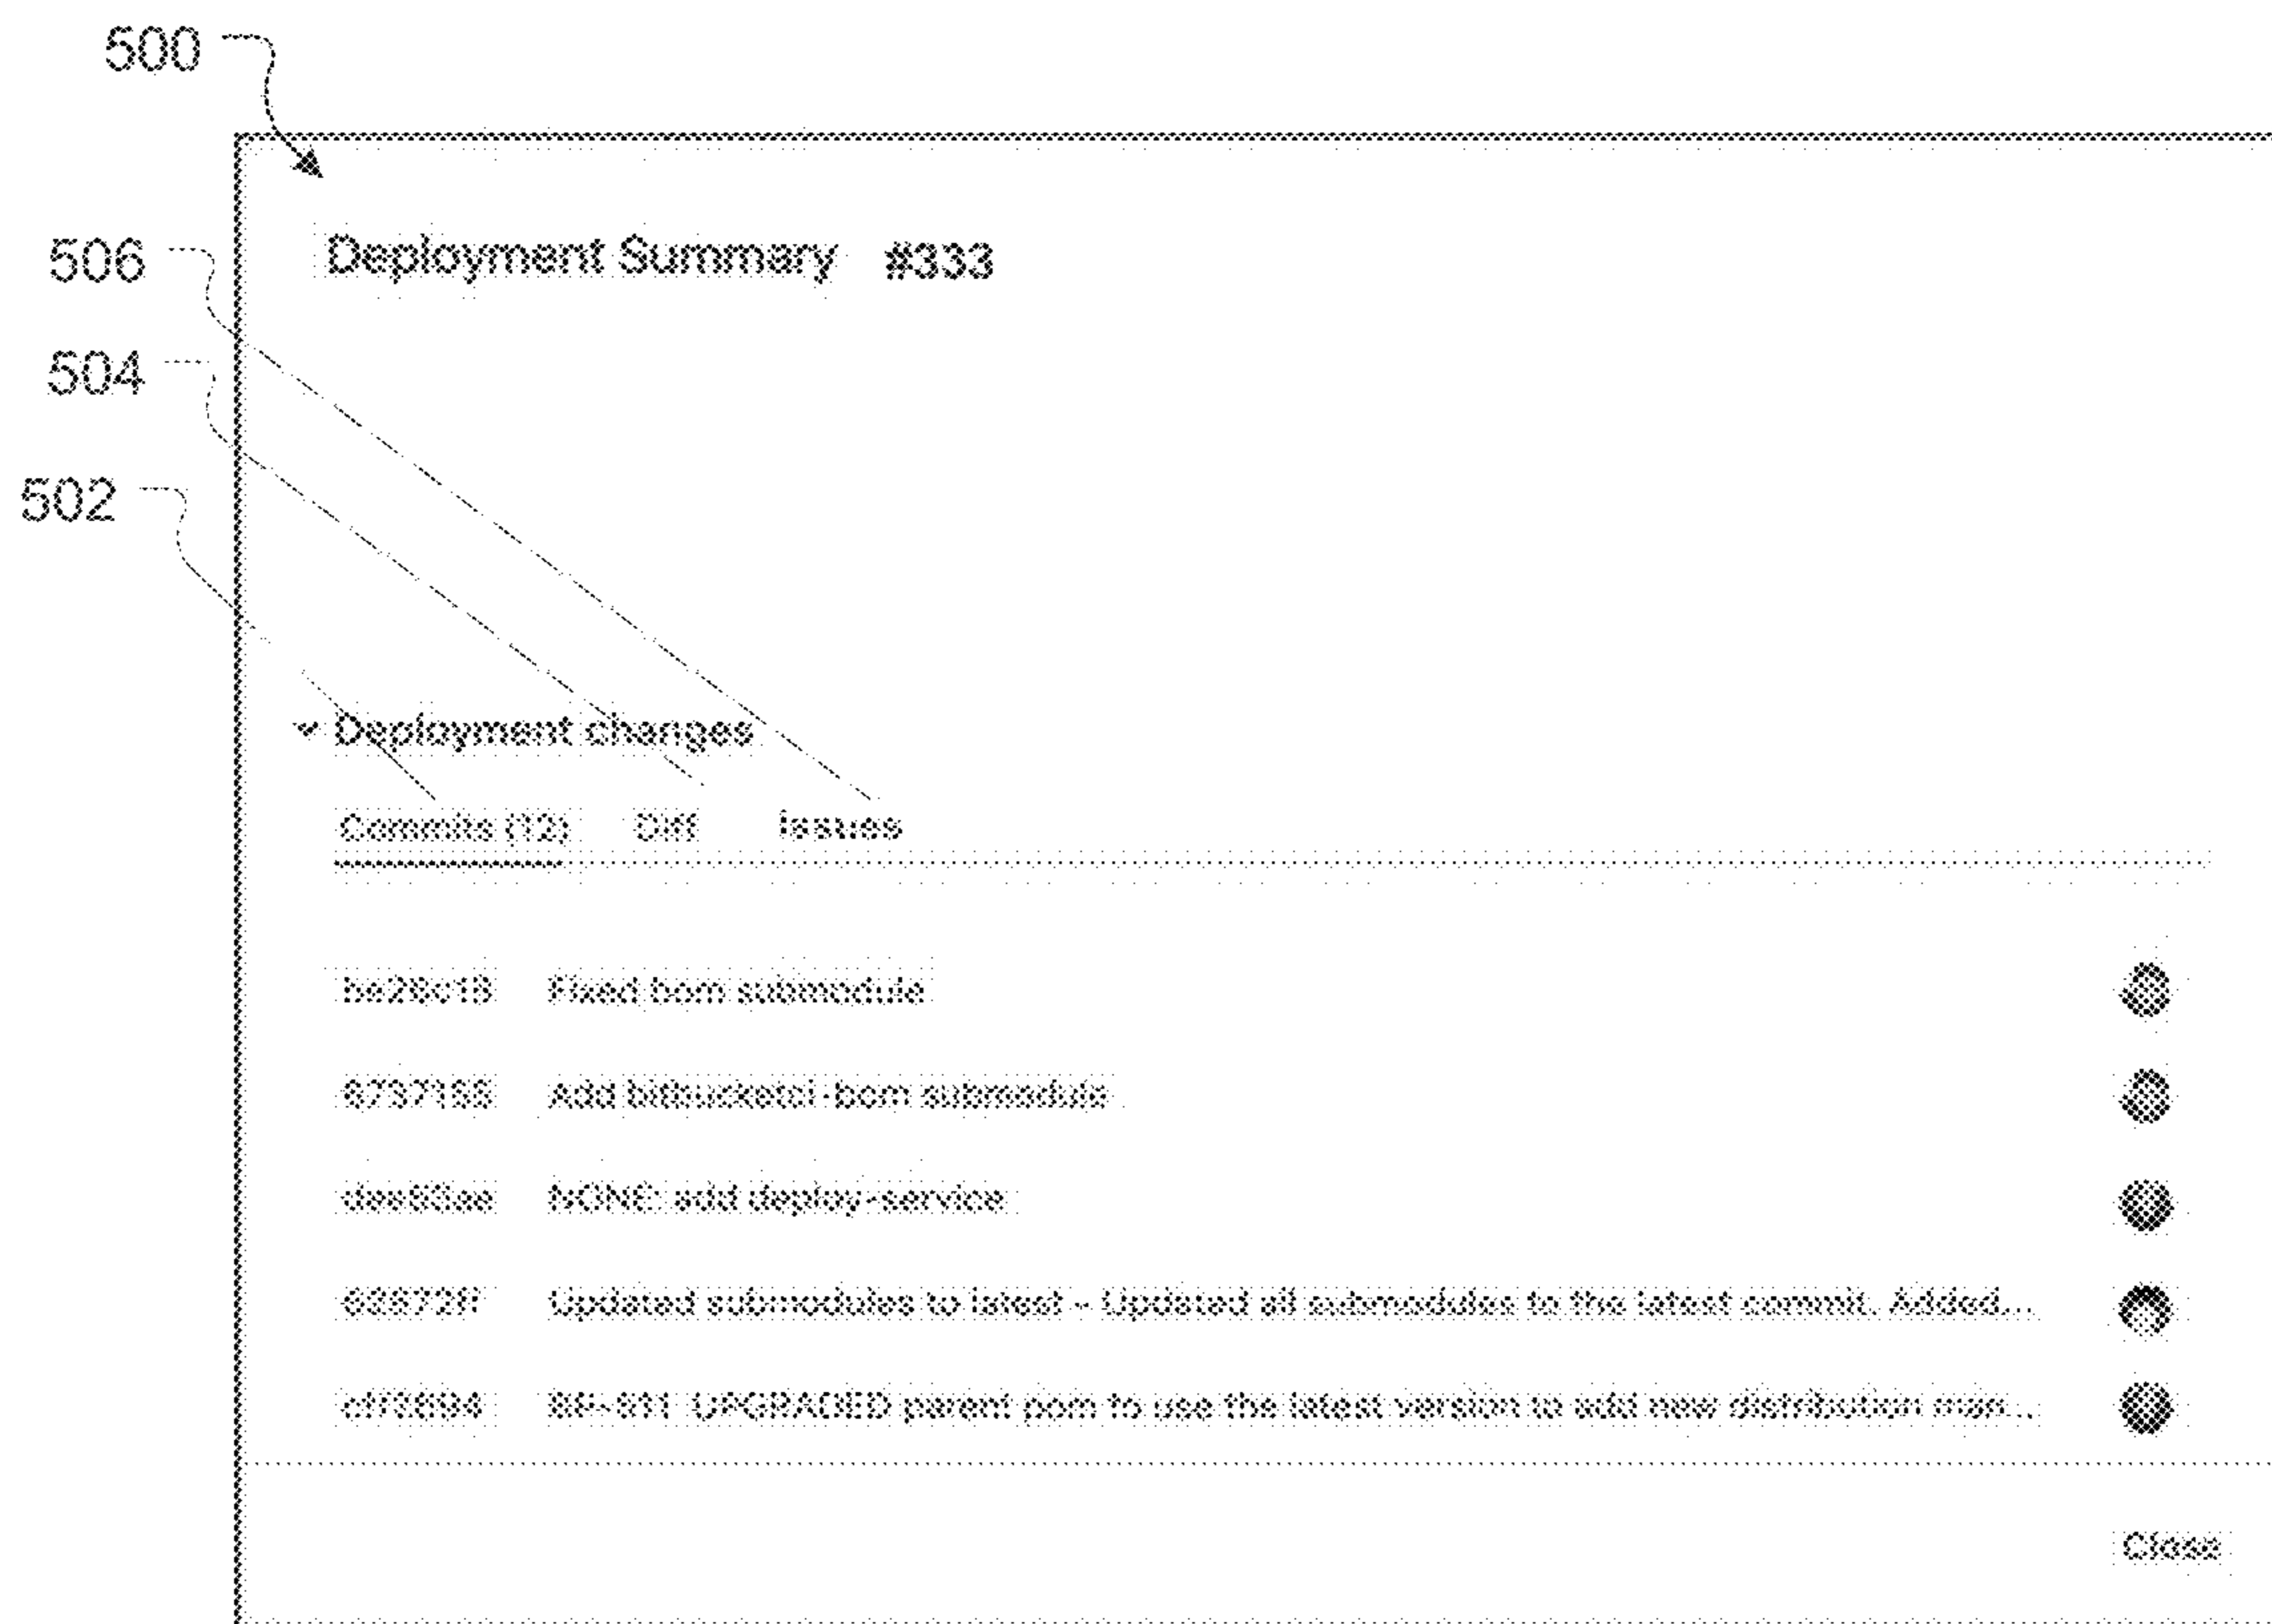 500
Deployment Summary #333
506
504
502
Deployment changes
Commits (12) Diff Issues
Fixed bom submodule
Add submodule
NONE add deploy-service
Updated submodules to latest - Updated all submodules to the latest commit. Added...
UPGRADED parent pom to use the latest version to add new distribution man...
Close